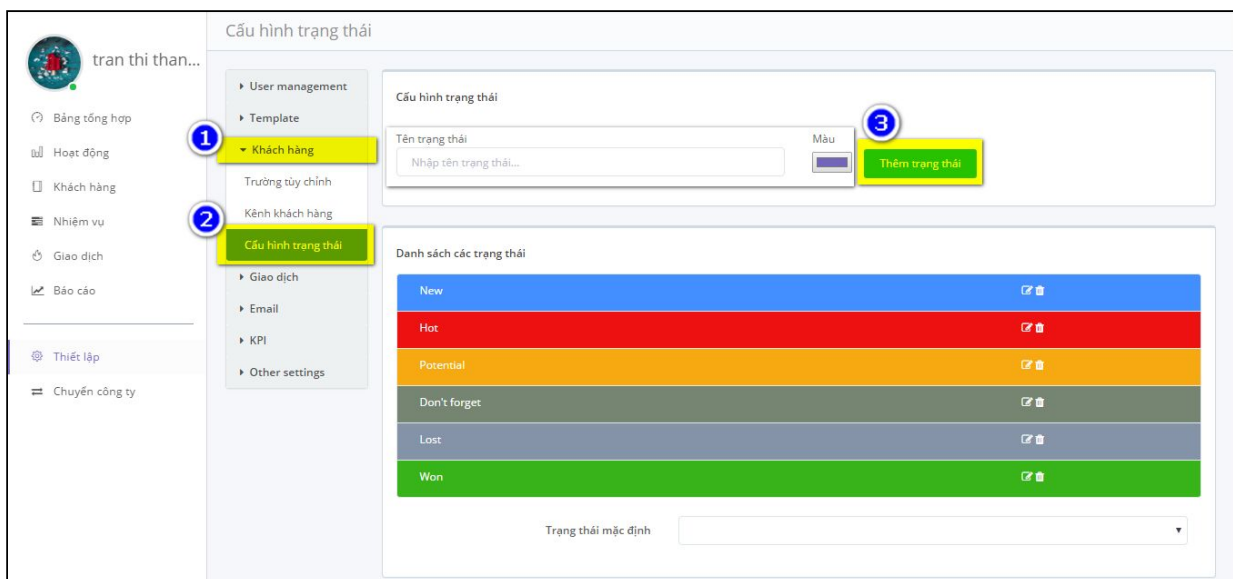 Cấu hình trạng thái
tran thi than...
Bảng tổng hợp
Hoạt động
Khách hàng
Nhiệm vụ
Giao dịch
Báo cáo
Thiết lập
Chuyển công ty
User management
Template
1
Khách hàng
Trường tùy chỉnh
Kênh khách hàng
2
Cấu hình trạng thái
Giao dịch
Email
KPI
Other settings
Cấu hình trạng thái
Tên trạng thái
Màu
3
Nhập tên trạng thái...
Thêm trạng thái
Danh sách các trạng thái
New
Hot
Potential
Don't forget
Lost
Won
Trạng thái mặc định